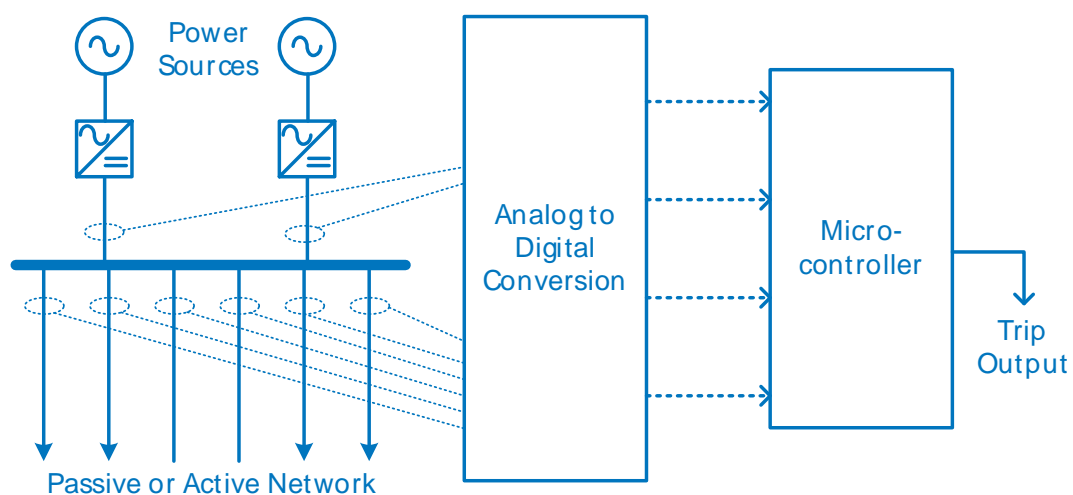 Power
Sources
Analog to
Digital
Conversion
Micro-
controller
Trip
Output
Passive or Active Network